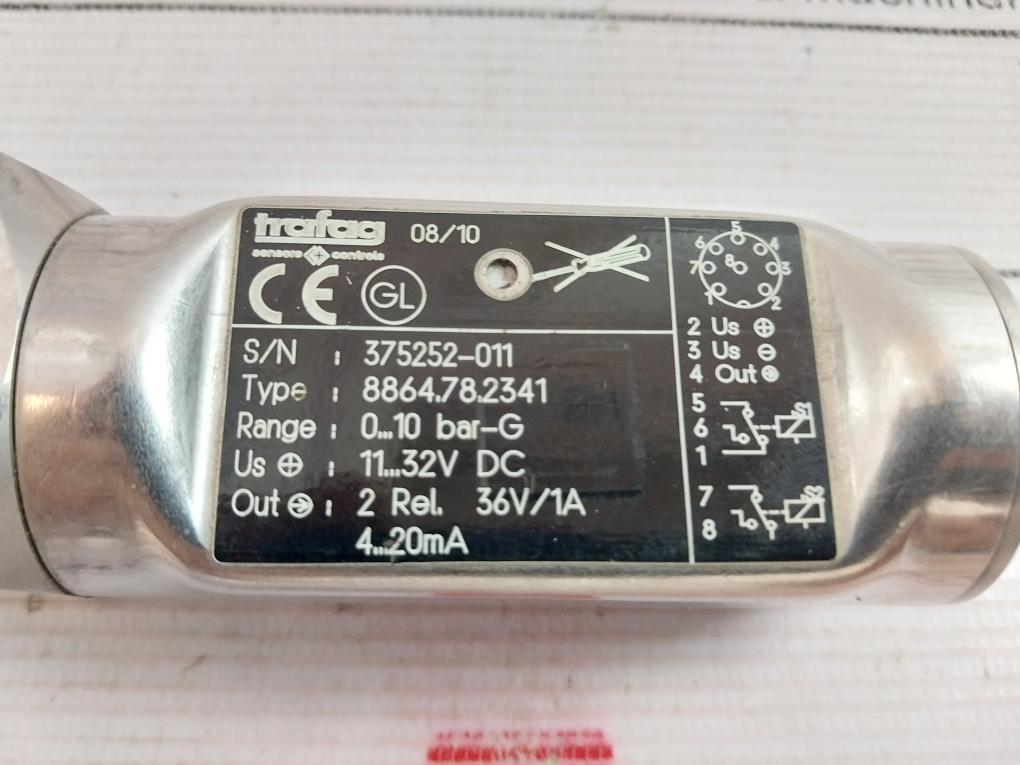 trafag 08/10
sensors controls
CE GL
S/N : 375252-011
Type : 8864.78.2341
Range : 0...10 bar-G
Us ⊕ : 11...32V DC
Out : 2 Rel. 36V/1A
4...20mA
5
6 4
7 8 3
1 2
2 Us ⊕
3 Us ⊖
4 Out
5 S1
6
1
7 S2
8